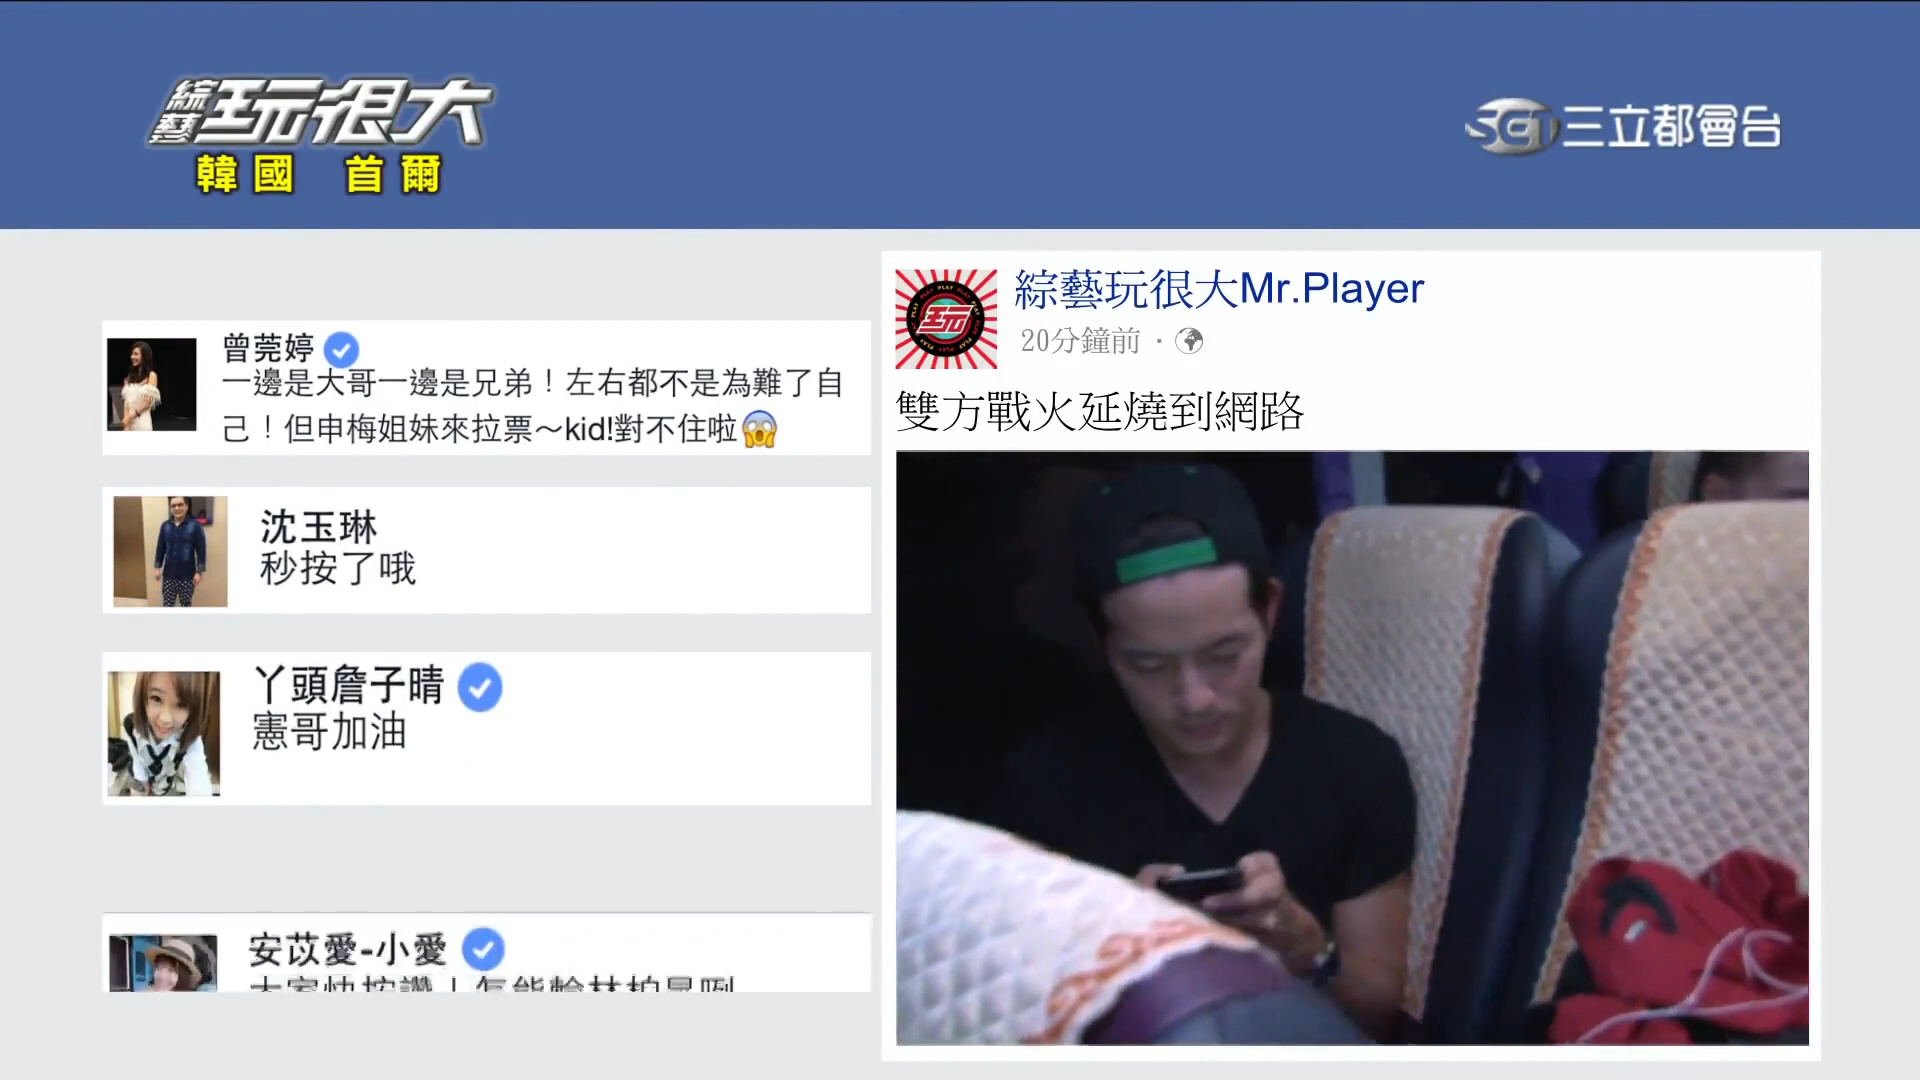 綜藝玩很大
韓國 首爾
SET三立都會台
曾莞婷
一邊是大哥一邊是兄弟！左右都不是為難了自
己！但申梅姐妹來拉票～kid!對不住啦
沈玉琳
秒按了哦
丫頭詹子晴
憲哥加油
安苡愛-小愛
綜藝玩很大Mr.Player
20分鐘前
雙方戰火延燒到網路
玩